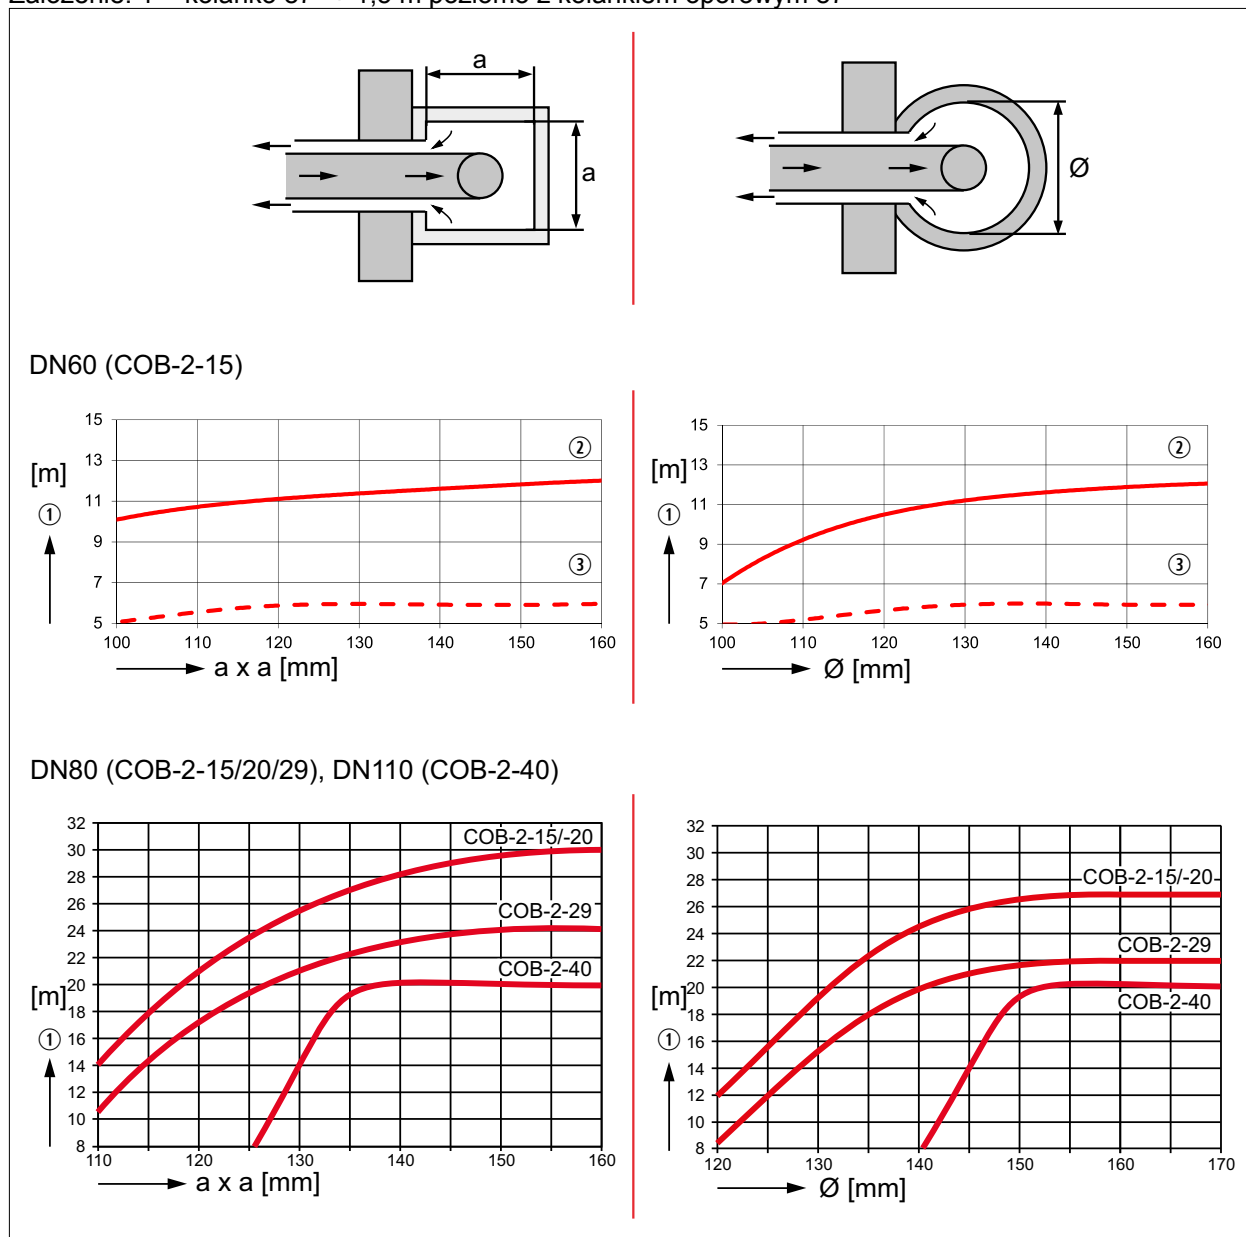 a
a
Ø
DN60 (COB-2-15)
15
13
11
9
7
5
[m]
①
②
③
100 110 120 130 140 150 160
a x a [mm]
15
13
11
9
7
5
[m]
①
②
③
100 110 120 130 140 150 160
Ø [mm]
DN80 (COB-2-15/20/29), DN110 (COB-2-40)
32
30
28
26
24
22
20
18
16
14
12
10
8
[m]
①
COB-2-15/-20
COB-2-29
COB-2-40
110 120 130 140 150 160
a x a [mm]
32
30
28
26
24
22
20
18
16
14
12
10
8
[m]
①
COB-2-15/-20
COB-2-29
COB-2-40
120 130 140 150 160 170
Ø [mm]